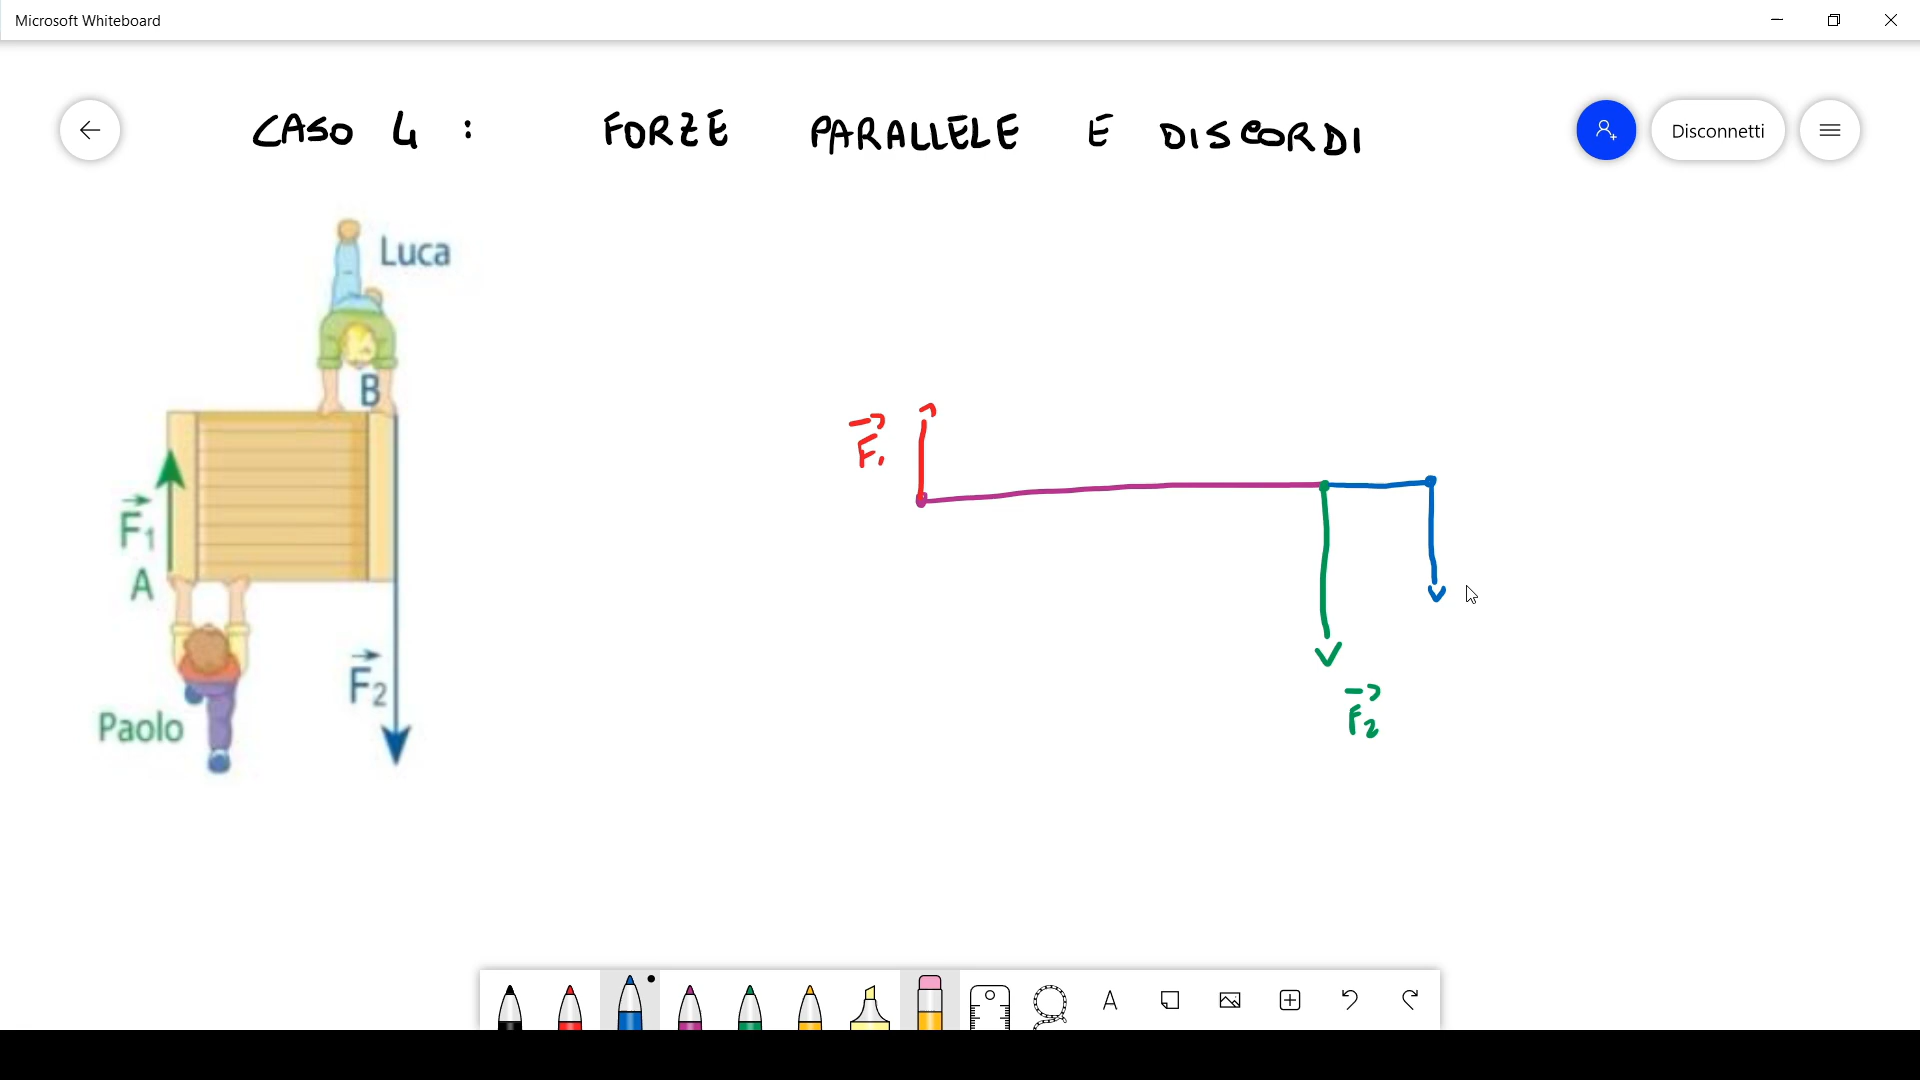 Microsoft Whiteboard
CASO 4 : FORZE PARALLELE E DISCORDI
Disconnetti
Luca
B
F1
A
F2
Paolo
F1
F2
A